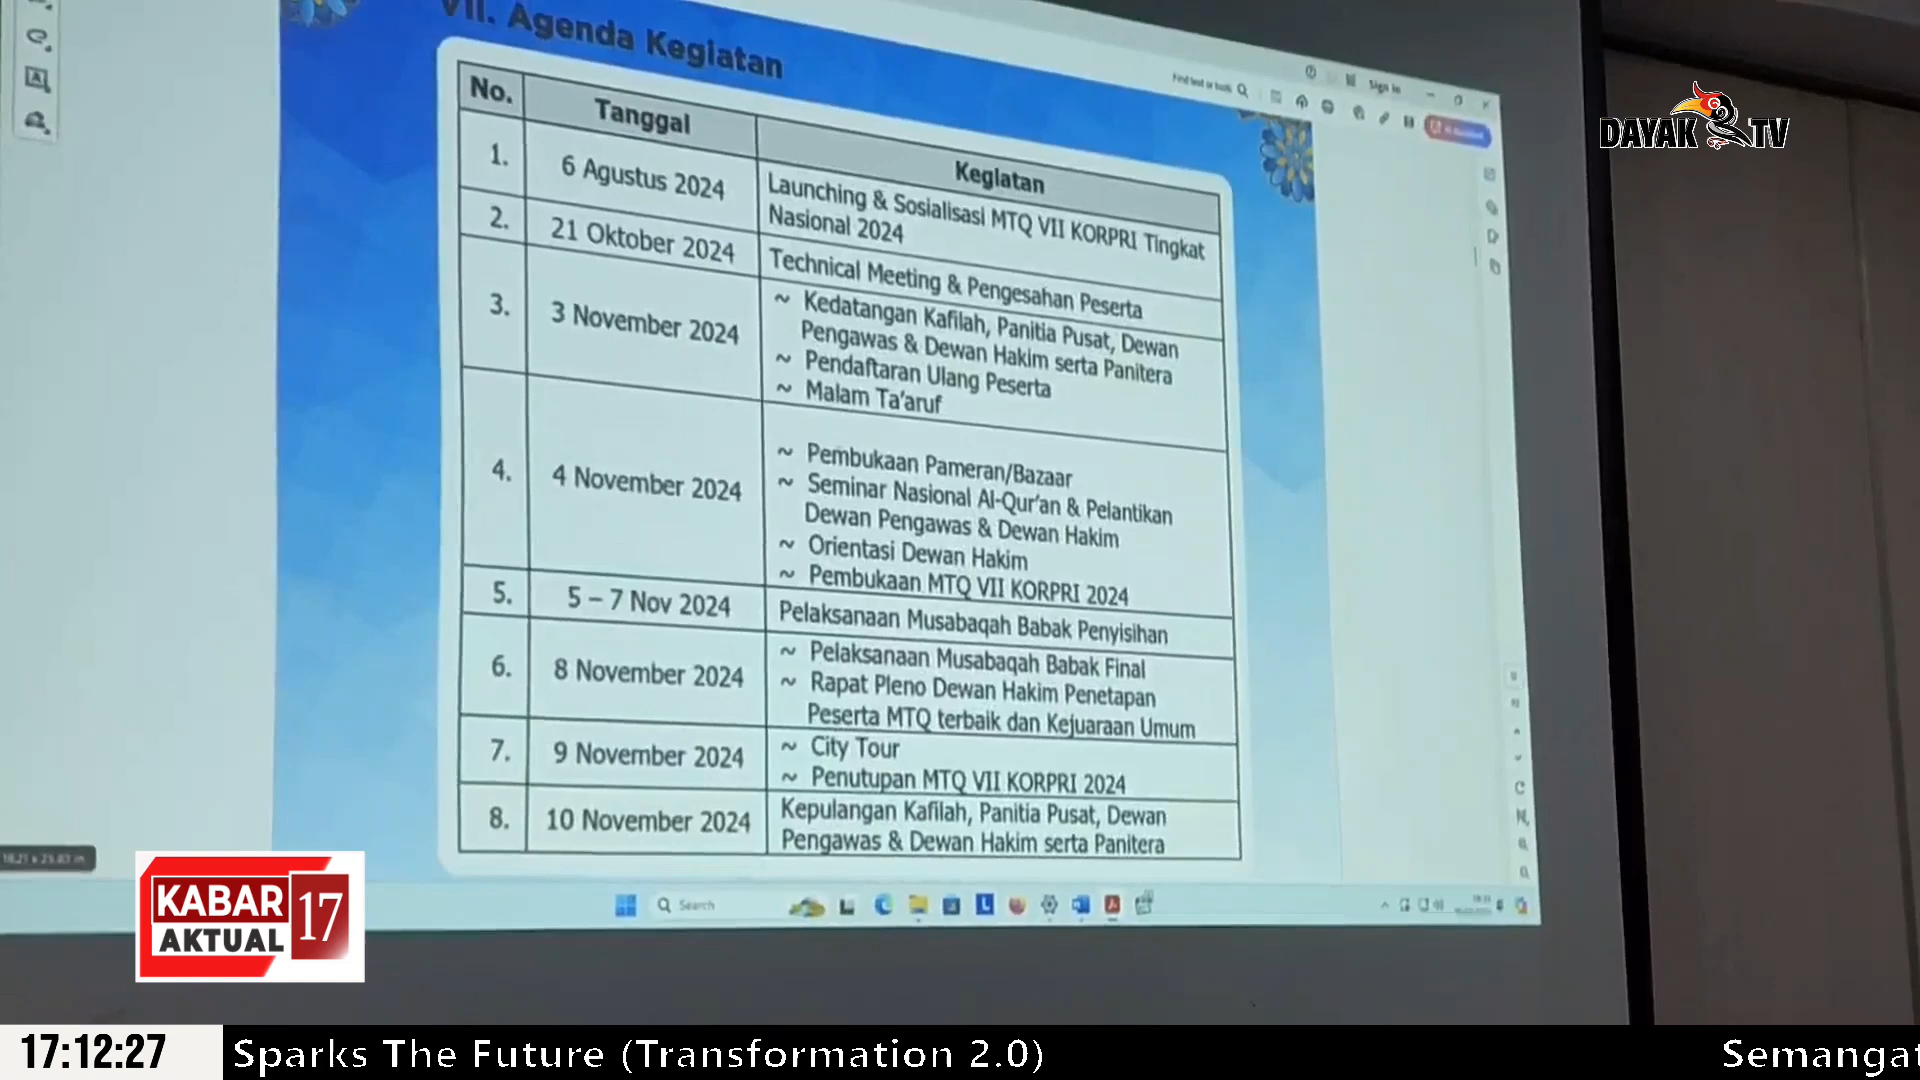 VII. Agenda Kegiatan
Find text or tools
Sign in
DAYAK TV
No.
Tanggal
Kegiatan
1.
6 Agustus 2024
Launching & Sosialisasi MTQ VII KORPRI Tingkat
Nasional 2024
2.
21 Oktober 2024
Technical Meeting & Pengesahan Peserta
3.
3 November 2024
~ Kedatangan Kafilah, Panitia Pusat, Dewan
Pengawas & Dewan Hakim serta Panitera
~ Pendaftaran Ulang Peserta
~ Malam Ta’aruf
4.
4 November 2024
~ Pembukaan Pameran/Bazaar
~ Seminar Nasional Al-Qur’an & Pelantikan
Dewan Pengawas & Dewan Hakim
~ Orientasi Dewan Hakim
~ Pembukaan MTQ VII KORPRI 2024
5.
5 – 7 Nov 2024
Pelaksanaan Musabaqah Babak Penyisihan
6.
8 November 2024
~ Pelaksanaan Musabaqah Babak Final
~ Rapat Pleno Dewan Hakim Penetapan
Peserta MTQ terbaik dan Kejuaraan Umum
7.
9 November 2024
~ City Tour
~ Penutupan MTQ VII KORPRI 2024
8.
10 November 2024
Kepulangan Kafilah, Panitia Pusat, Dewan
Pengawas & Dewan Hakim serta Panitera
Search
KABAR
AKTUAL
17
17:12:27
Sparks The Future (Transformation 2.0)
Semangat